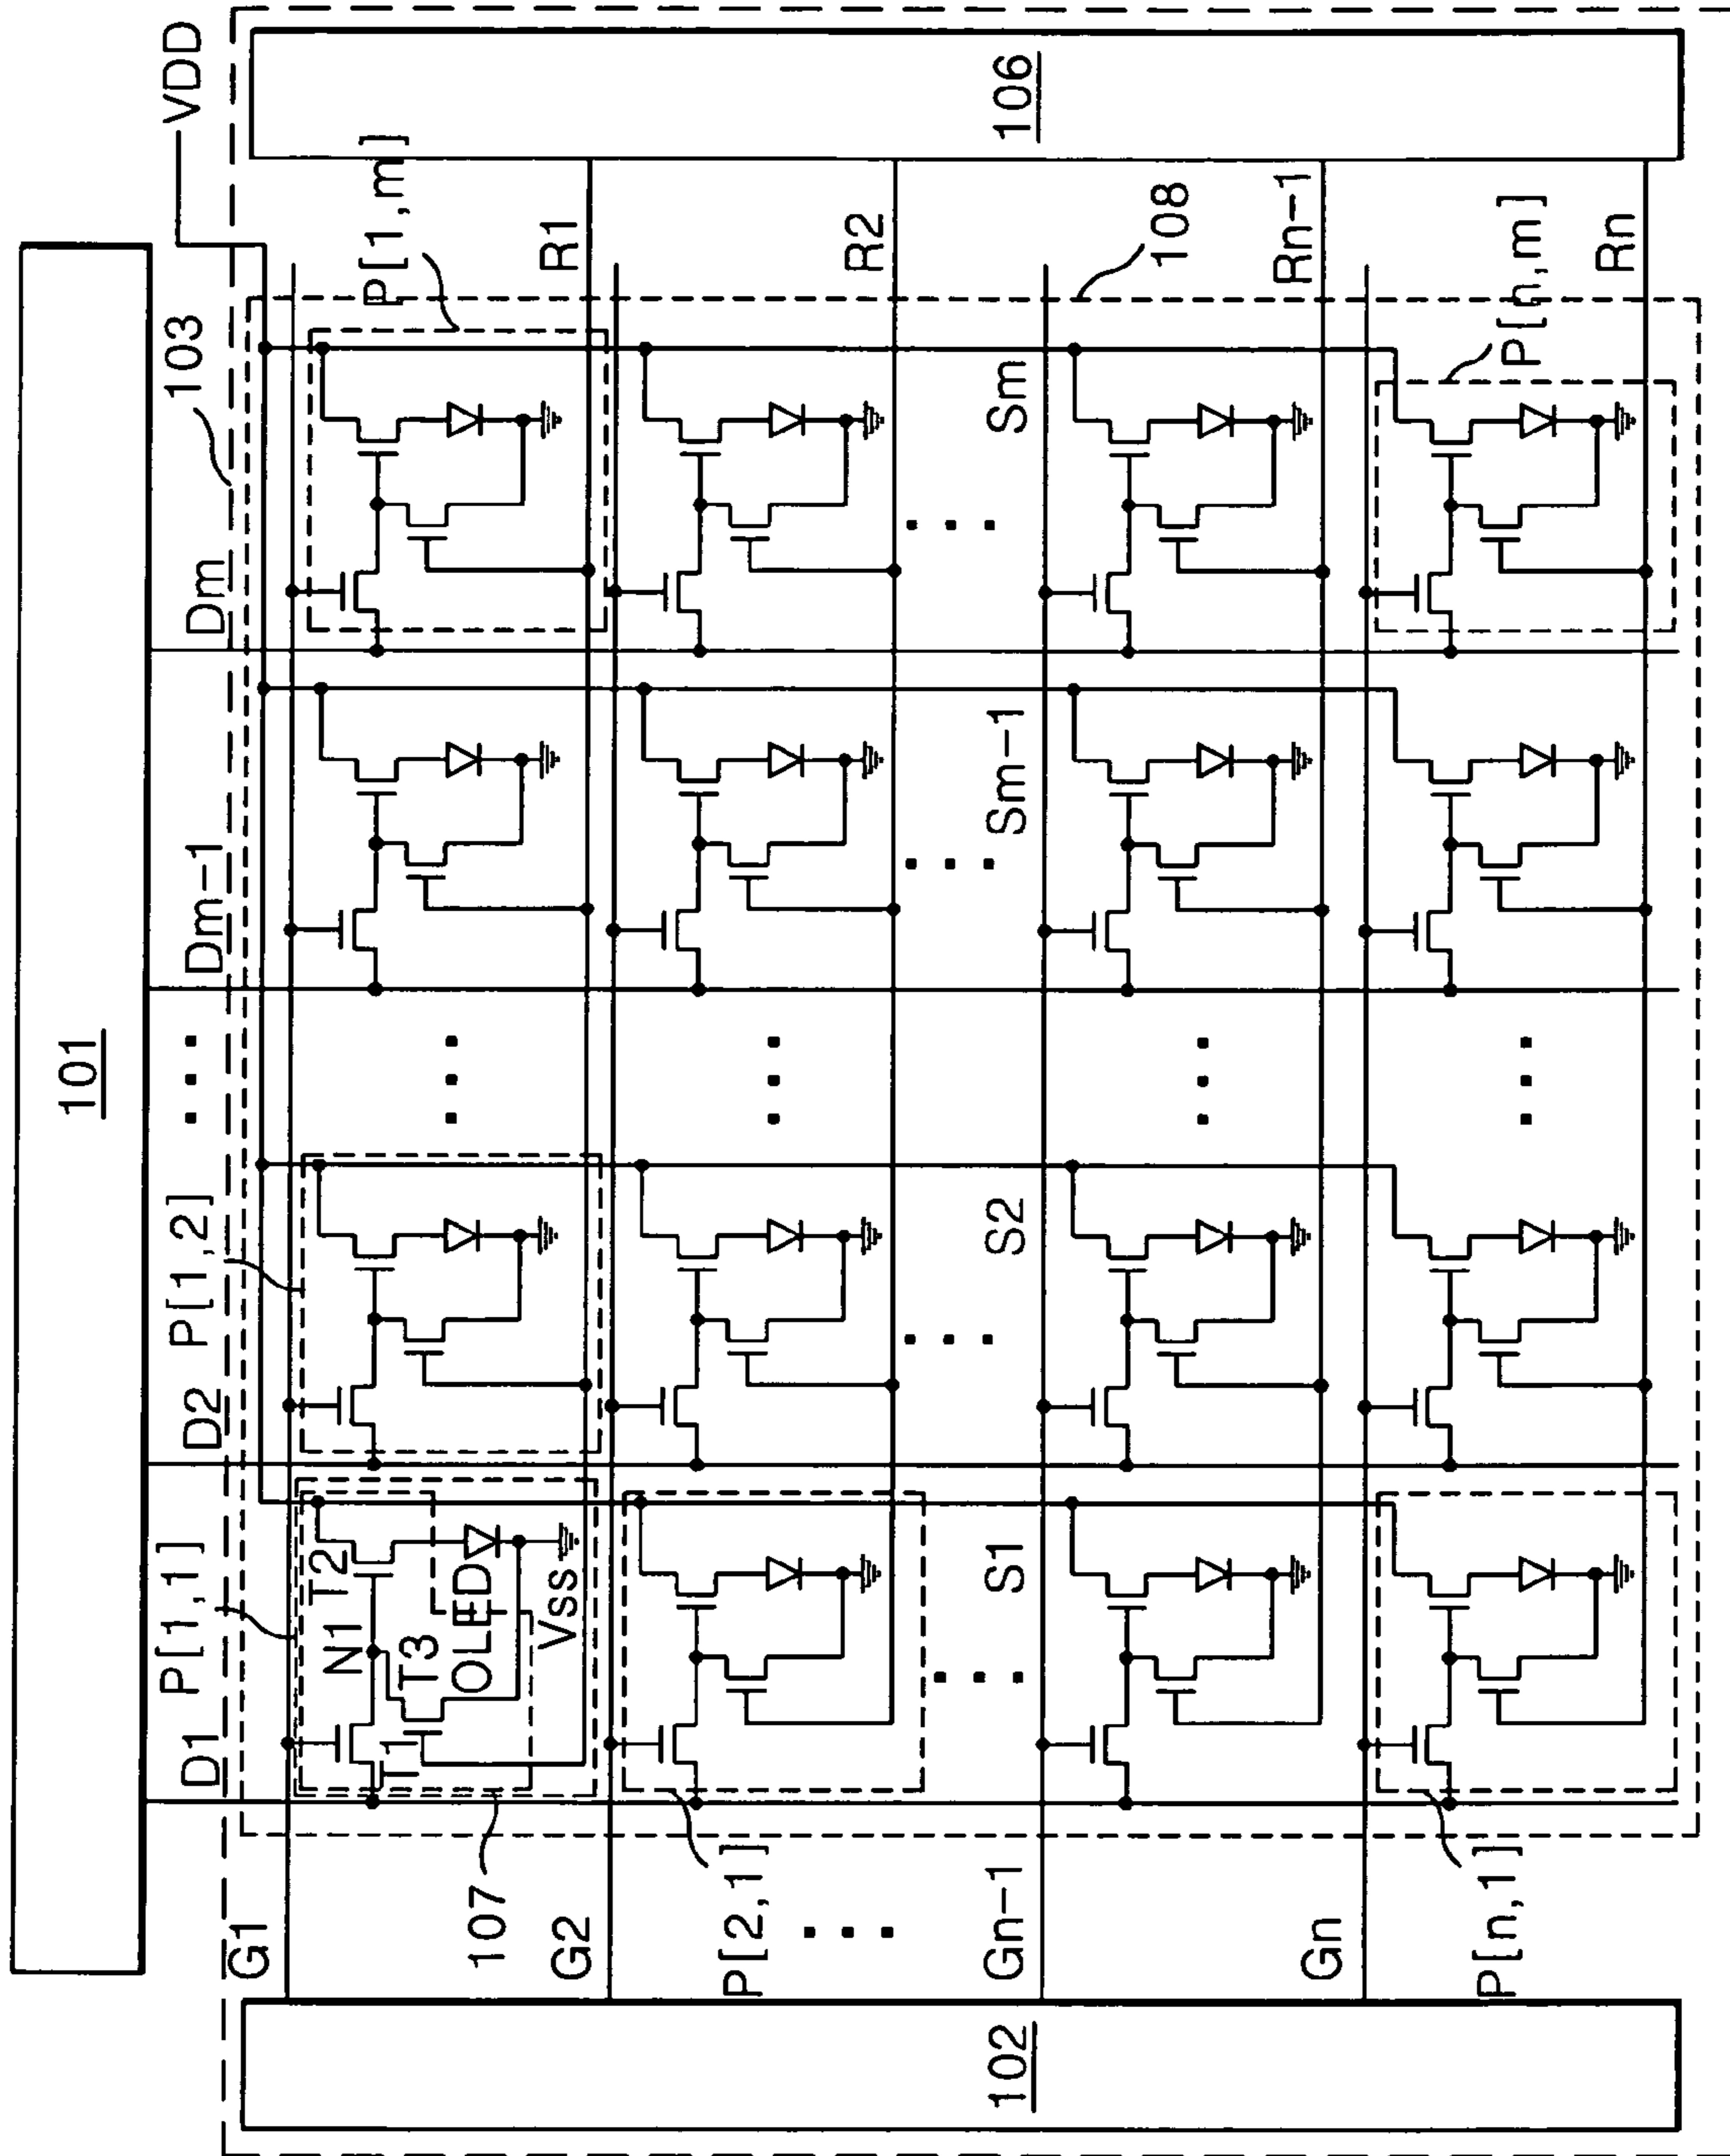 101
D1
P[1,1]
D2
P[1,2]
Dm-1
Dm
103
VDD
G1
N1
T2
T1
T3
OLED
Vss
107
P[1,m]
R1
G2
P[2,1]
R2
S1
S2
Sm-1
Sm
108
102
Gn-1
Rn-1
106
Gn
P[n,1]
P[n,m]
Rn